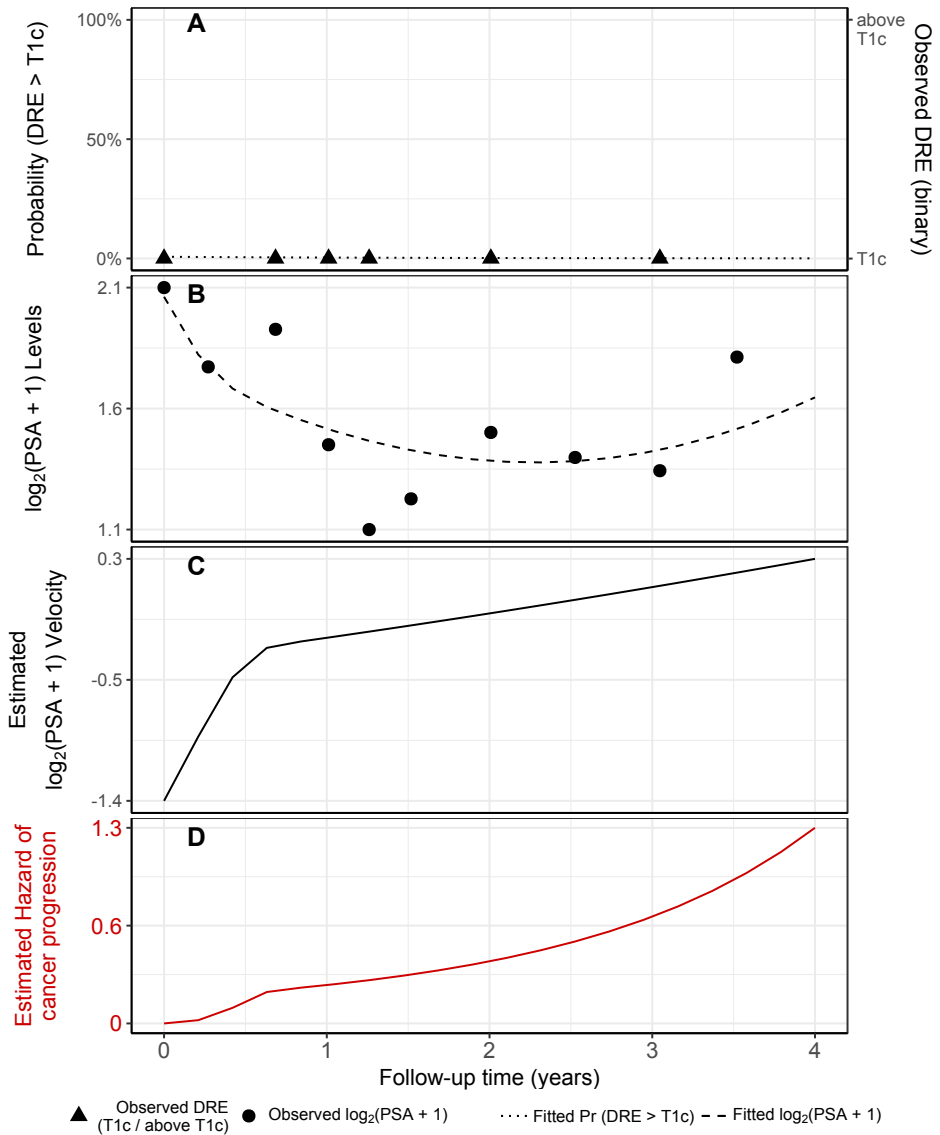 A
100%
50%
0%
Probability (DRE > T1c)
above
T1c
T1c
Observed DRE
(binary)
B
2.1
1.6
1.1
log₂(PSA + 1) Levels
C
0.3
-0.5
-1.4
Estimated
log₂(PSA + 1) Velocity
D
1.3
0.6
0
Estimated Hazard of
cancer progression
0 1 2 3 4
Follow-up time (years)
Observed DRE
(T1c / above T1c)
Observed log₂(PSA + 1)
Fitted Pr (DRE > T1c)
Fitted log₂(PSA + 1)